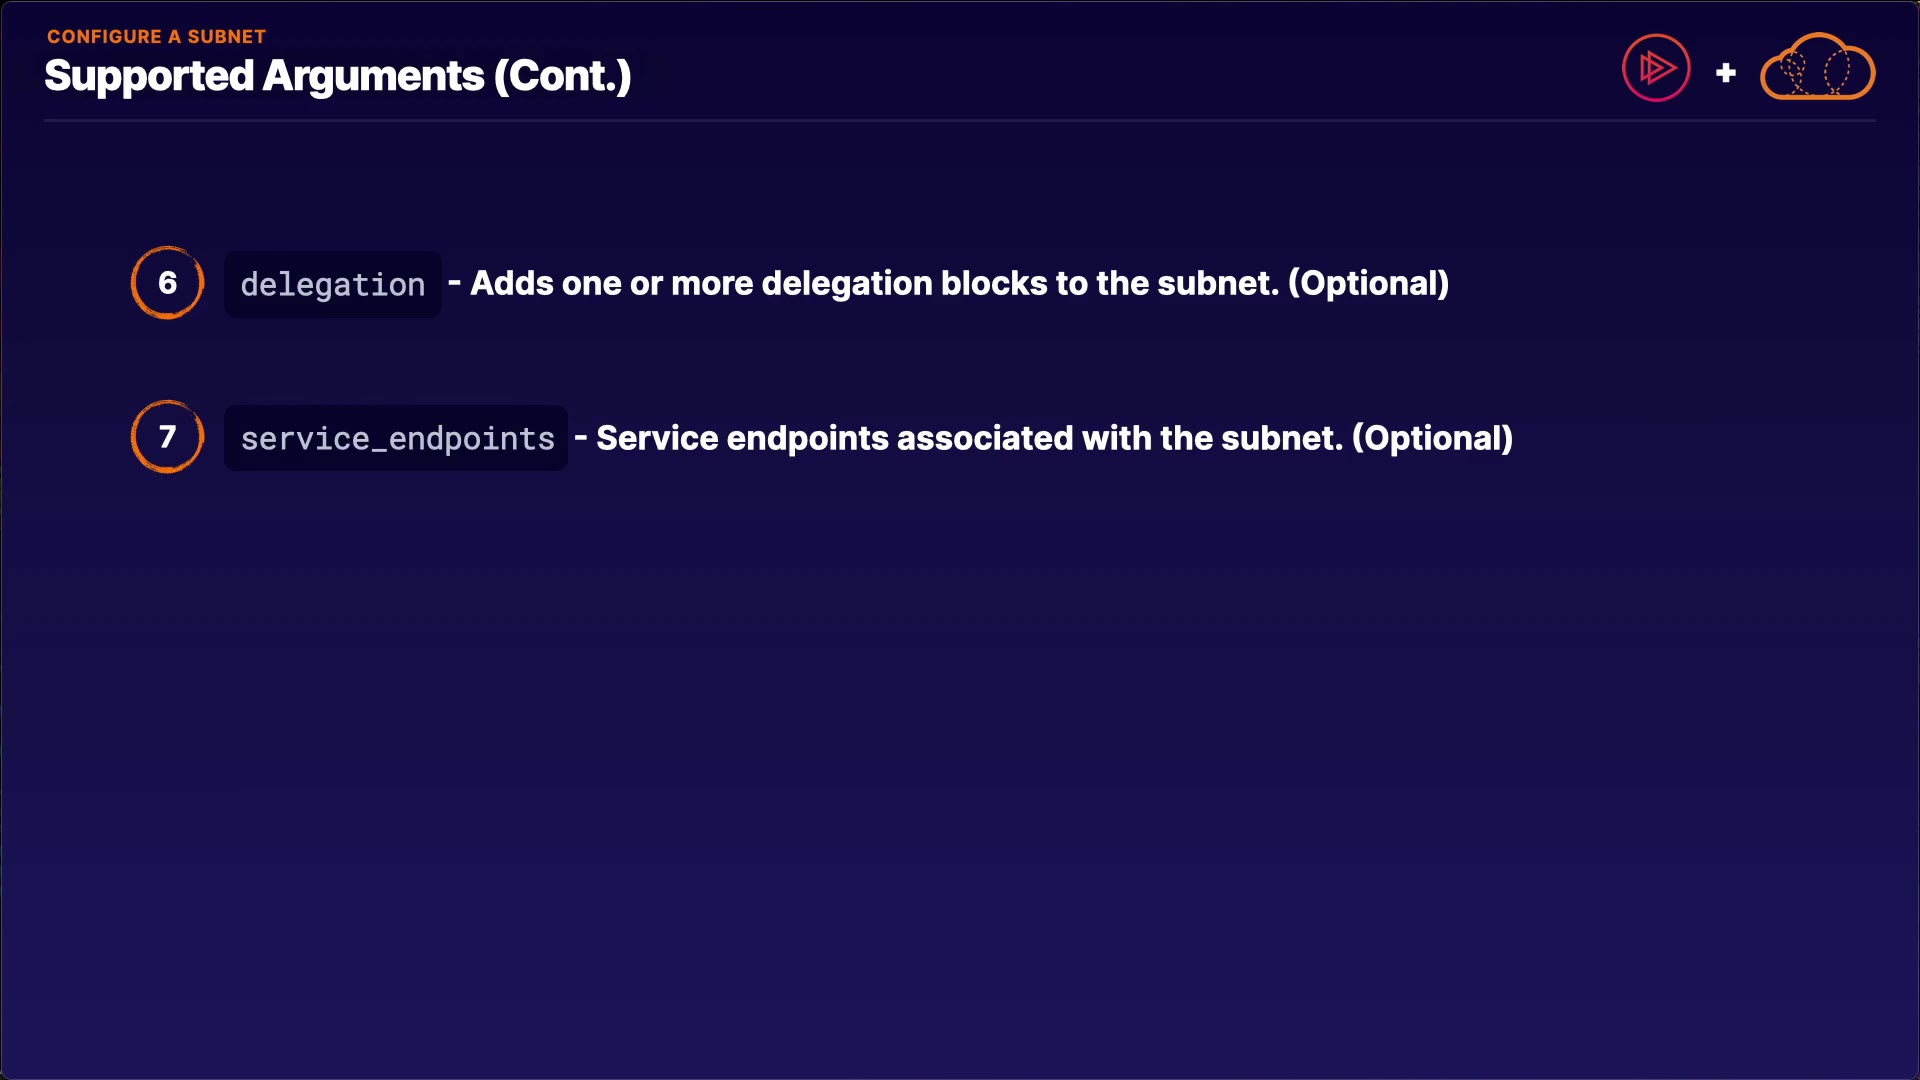 CONFIGURE A SUBNET
Supported Arguments (Cont.)
+
6 delegation - Adds one or more delegation blocks to the subnet. (Optional)
7 service_endpoints - Service endpoints associated with the subnet. (Optional)